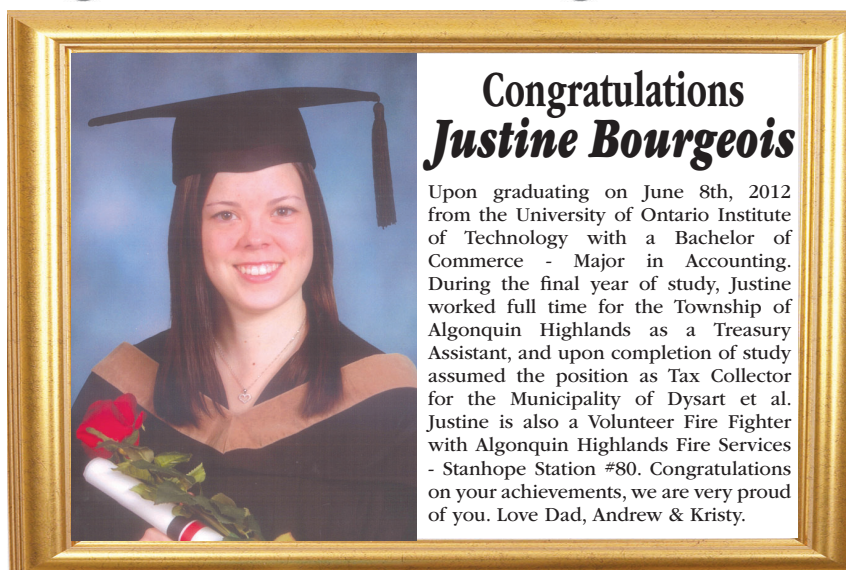 Congratulations
Justine Bourgeois
Upon graduating on June 8th, 2012
from the University of Ontario Institute
of Technology with a Bachelor of
Commerce - Major in Accounting.
During the final year of study, Justine
worked full time for the Township of
Algonquin Highlands as a Treasury
Assistant, and upon completion of study
assumed the position as Tax Collector
for the Municipality of Dysart et al.
Justine is also a Volunteer Fire Fighter
with Algonquin Highlands Fire Services
- Stanhope Station #80. Congratulations
on your achievements, we are very proud
of you. Love Dad, Andrew & Kristy.